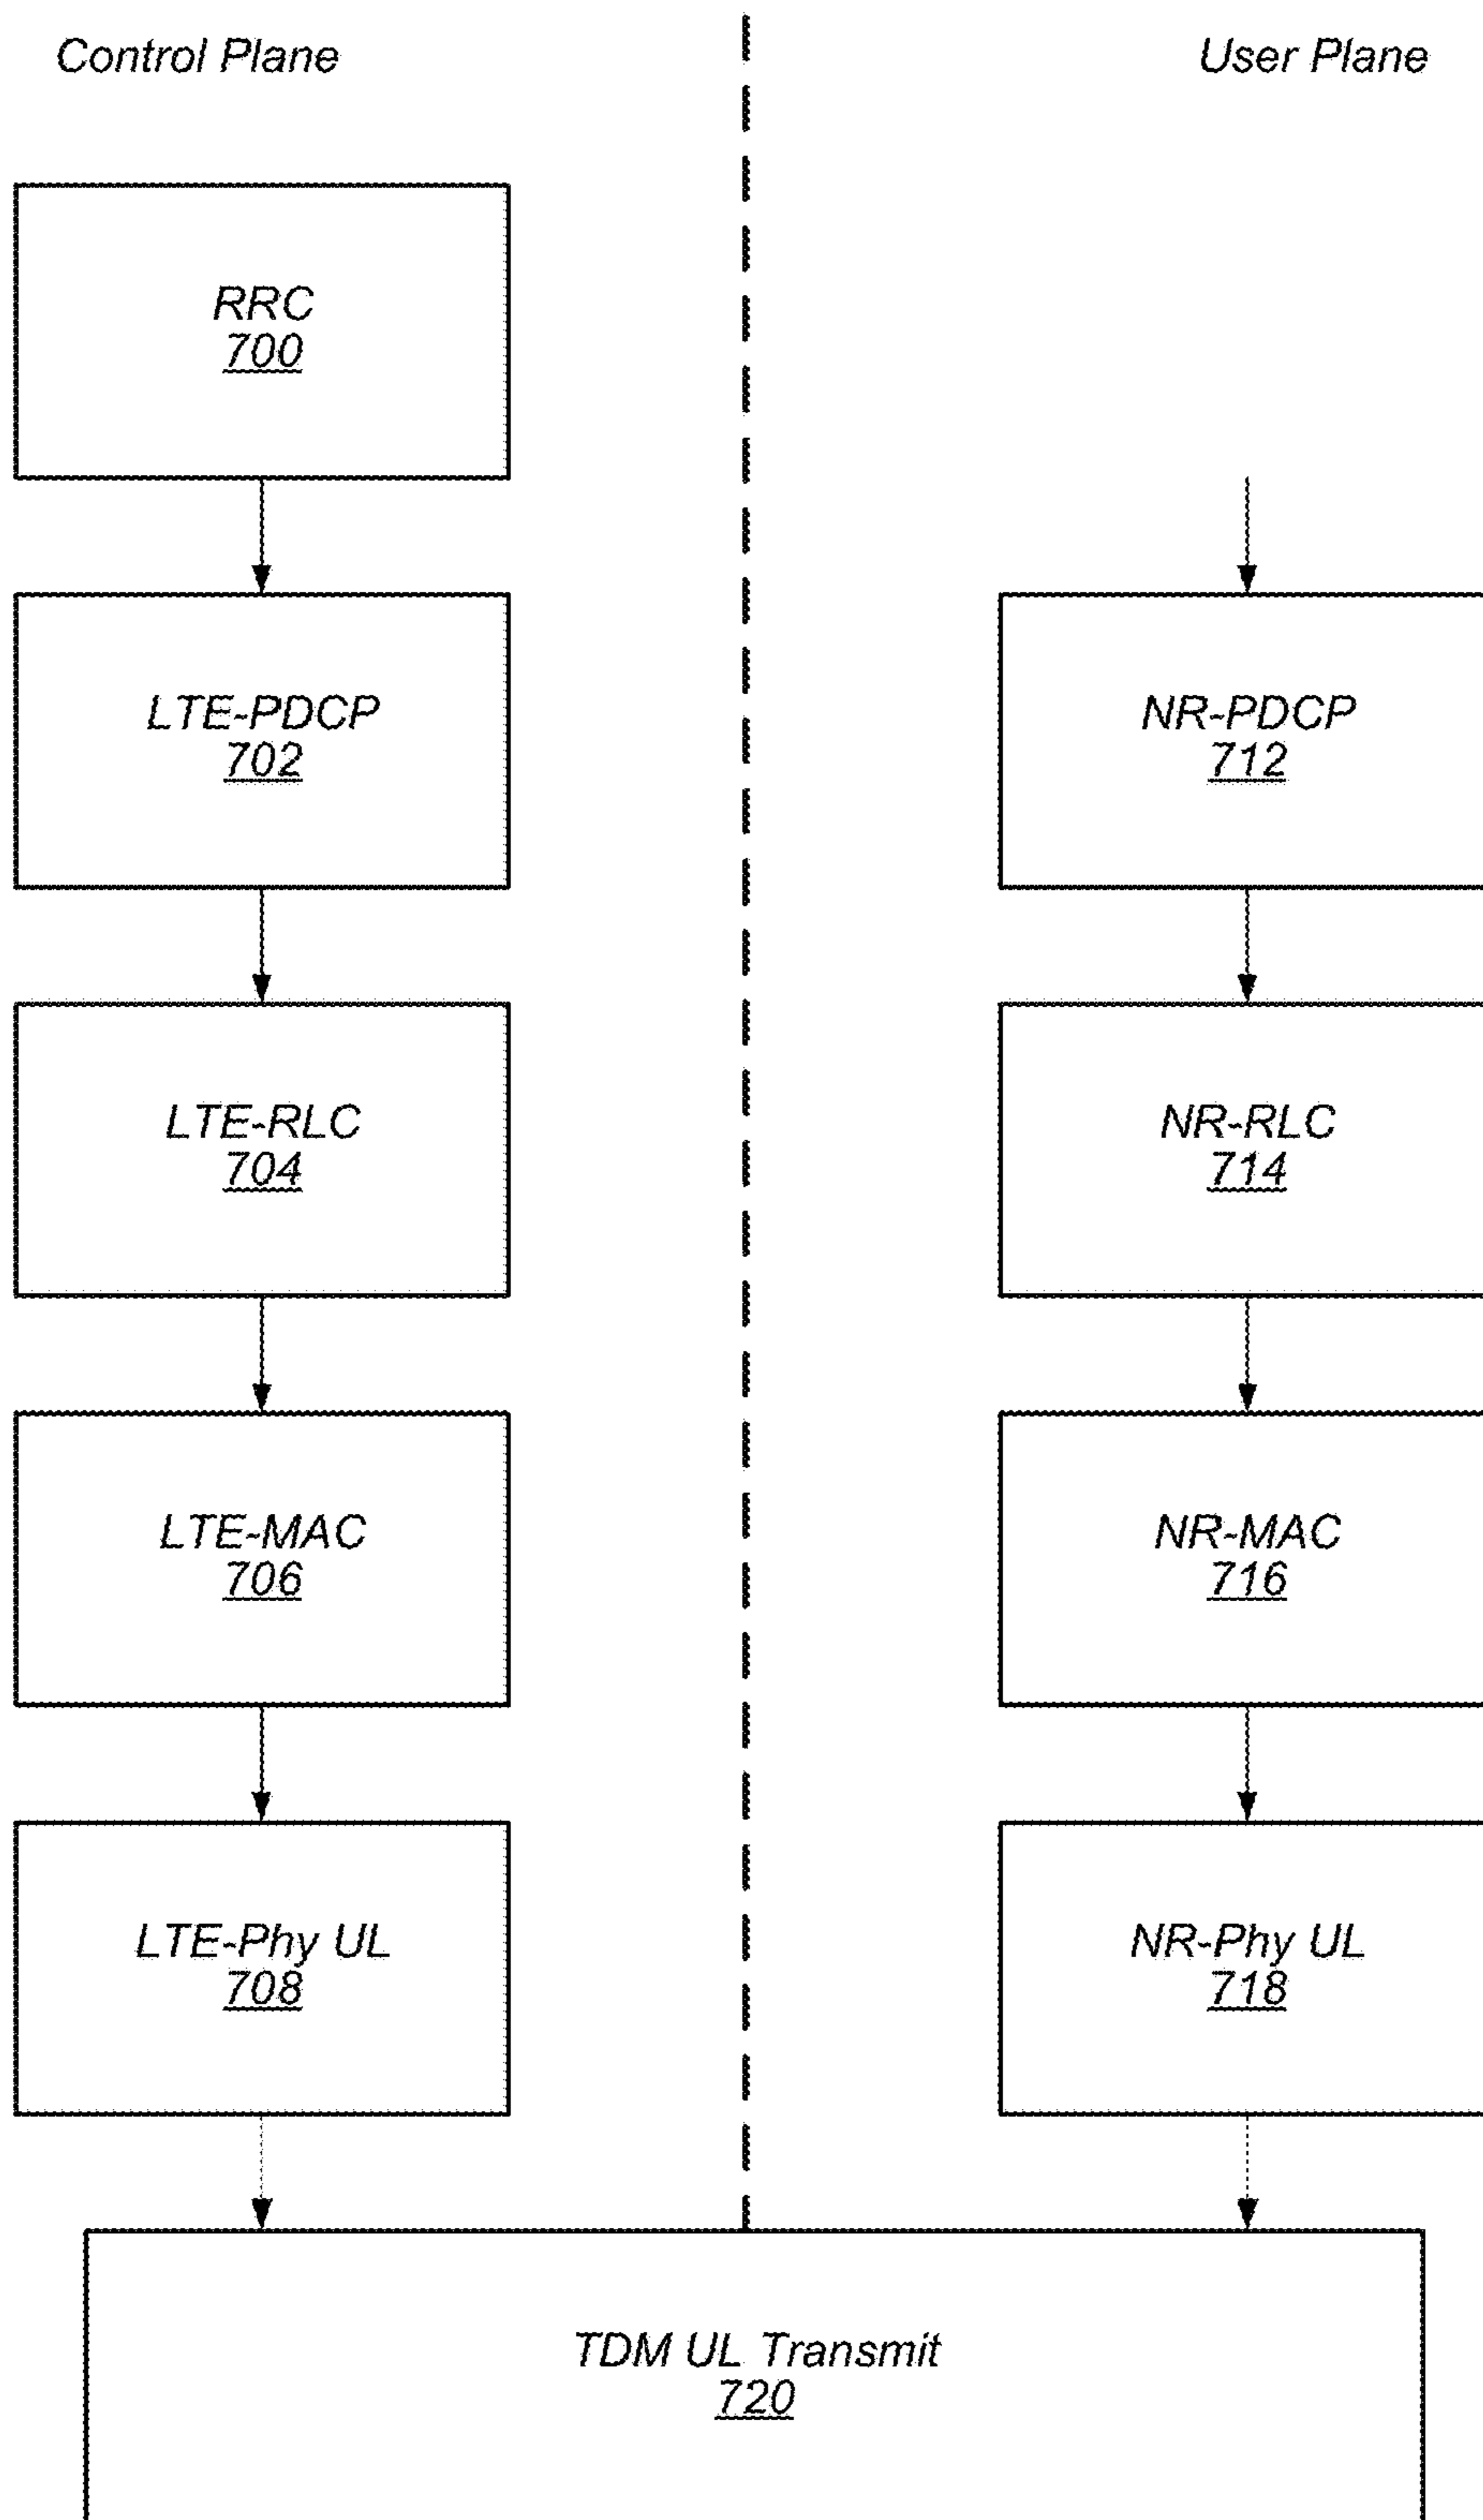 Control Plane
User Plane
RRC
700
LTE-PDCP
702
NR-PDCP
712
LTE-RLC
704
NR-RLC
714
LTE-MAC
706
NR-MAC
716
LTE-Phy UL
708
NR-Phy UL
718
TDM UL Transmit
720